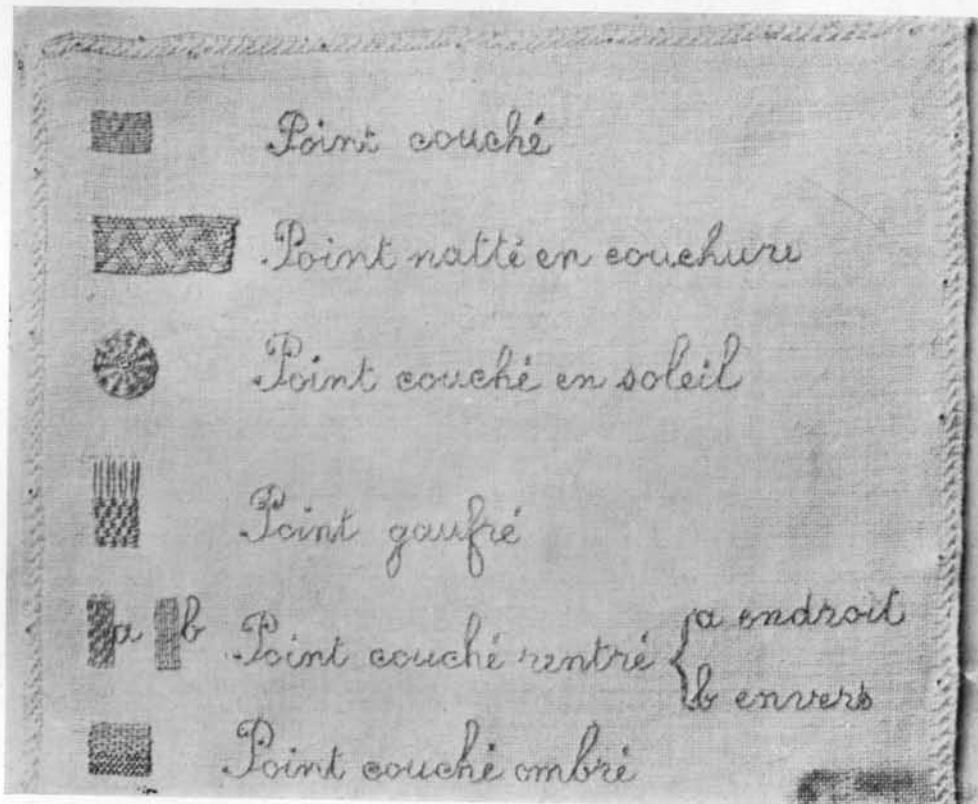 Point couché
Point natté en couchure
Point couché en soleil
Point gaufré
a b Point couché rentré { a endroit
b envers
Point couché ombré